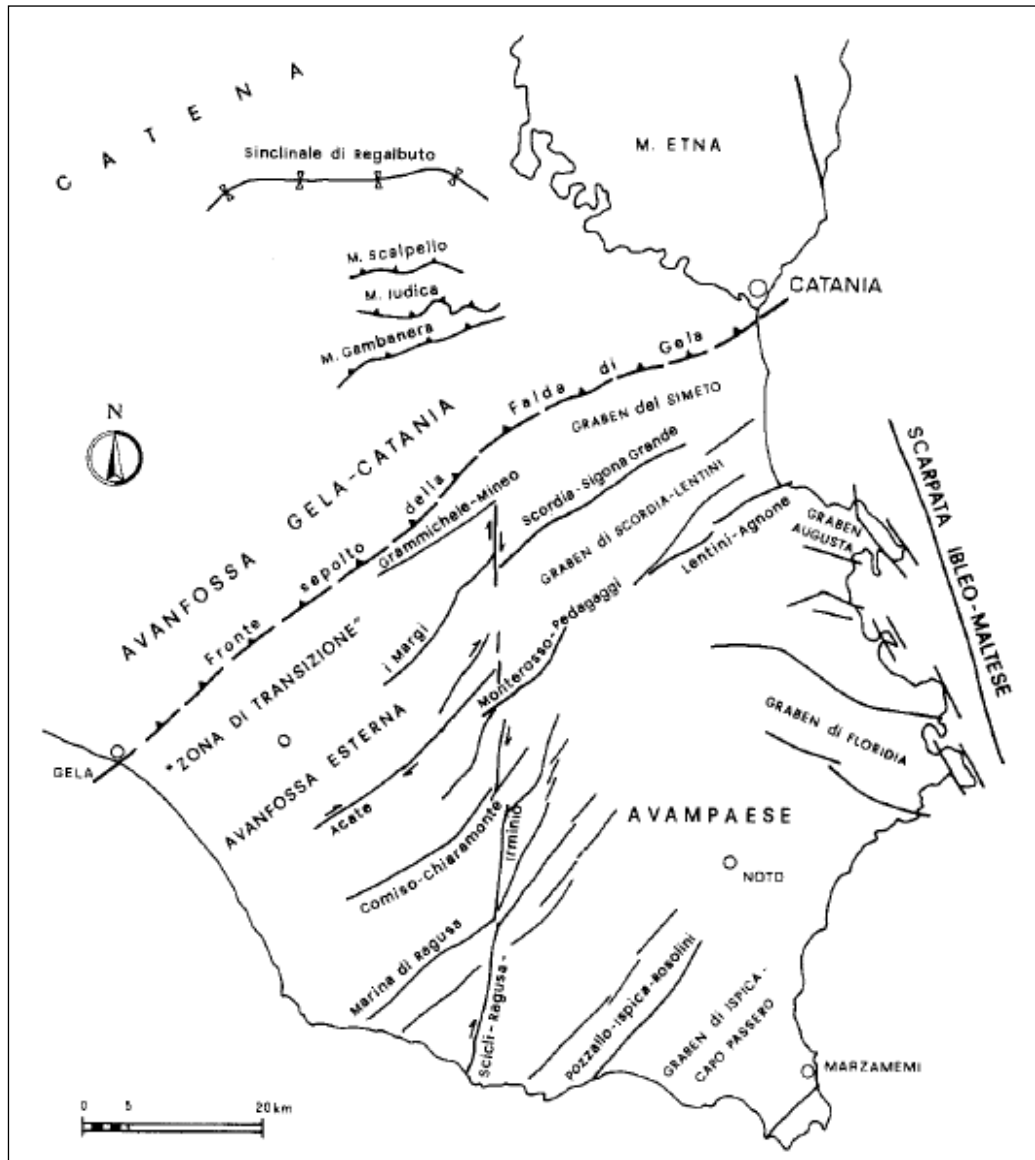 CATENA
Sinclinale di Regalbuto
M. ETNA
M. Scalpello
M. Iudica
M. Gambanera
CATANIA
N
Fronte sepolto della Falda di Gela
AVANFOSSA GELA-CATANIA
GRABEN del SIMETO
Grammichele-Mineo
Scordia-Sigona Grande
GRABEN di SCORDIA-LENTINI
Lentini-Agnone
GRABEN
AUGUSTA
SCARPATA IBLEO-MALTESE
"ZONA DI TRANSIZIONE"
i Margi
Monterosso-Pedagaggi
GELA
AVANFOSSA ESTERNA
Acate
GRABEN di FLORIDIA
Comiso-Chiaramonte
Irminio
AVAMPAESE
NOTO
Marina di Ragusa
Scicli-Ragusa-
Pozzallo-Ispica-Rosolini
GRABEN di ISPICA-
CAPO PASSERO
MARZAMEMI
0 5 20 km